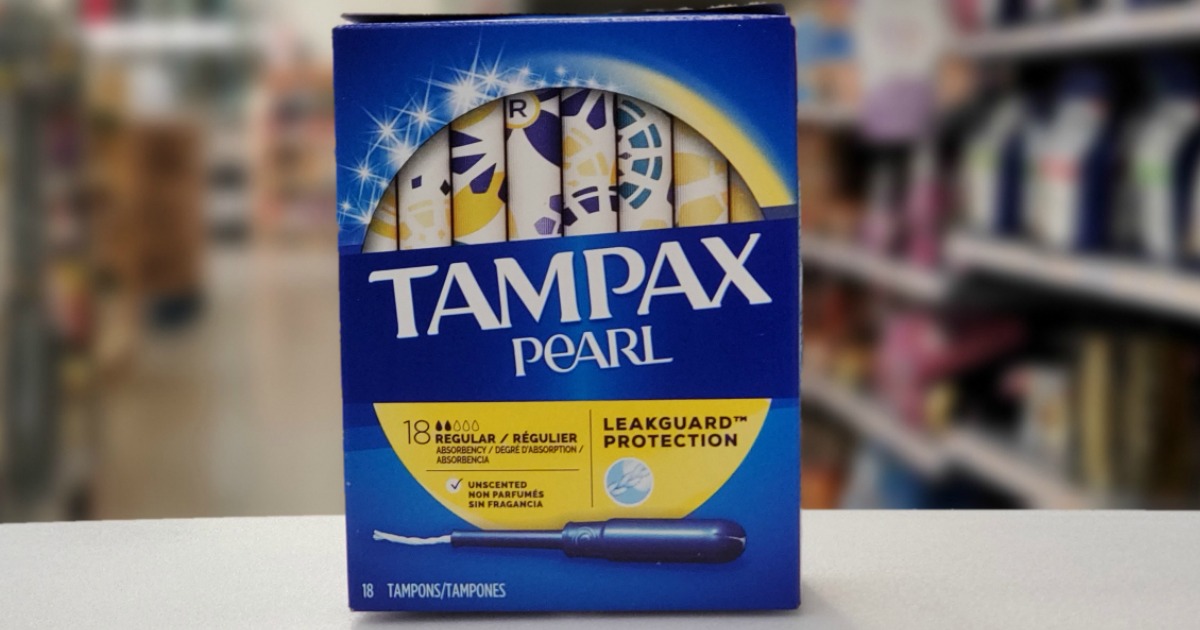 R
TAMPAX
PEARL
18
REGULAR / RÉGULIER
ABSORBENCY / DEGRÉ D'ABSORPTION /
ABSORBENCIA
UNSCENTED
NON PARFUMÉS
SIN FRAGANCIA
LEAKGUARD™
PROTECTION
18 TAMPONS/TAMPONES